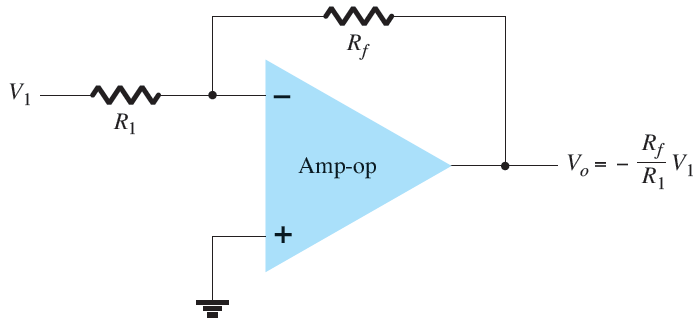 R_f
V_1
R_1
−
Amp-op
V_o = − R_f/R_1 V_1
+